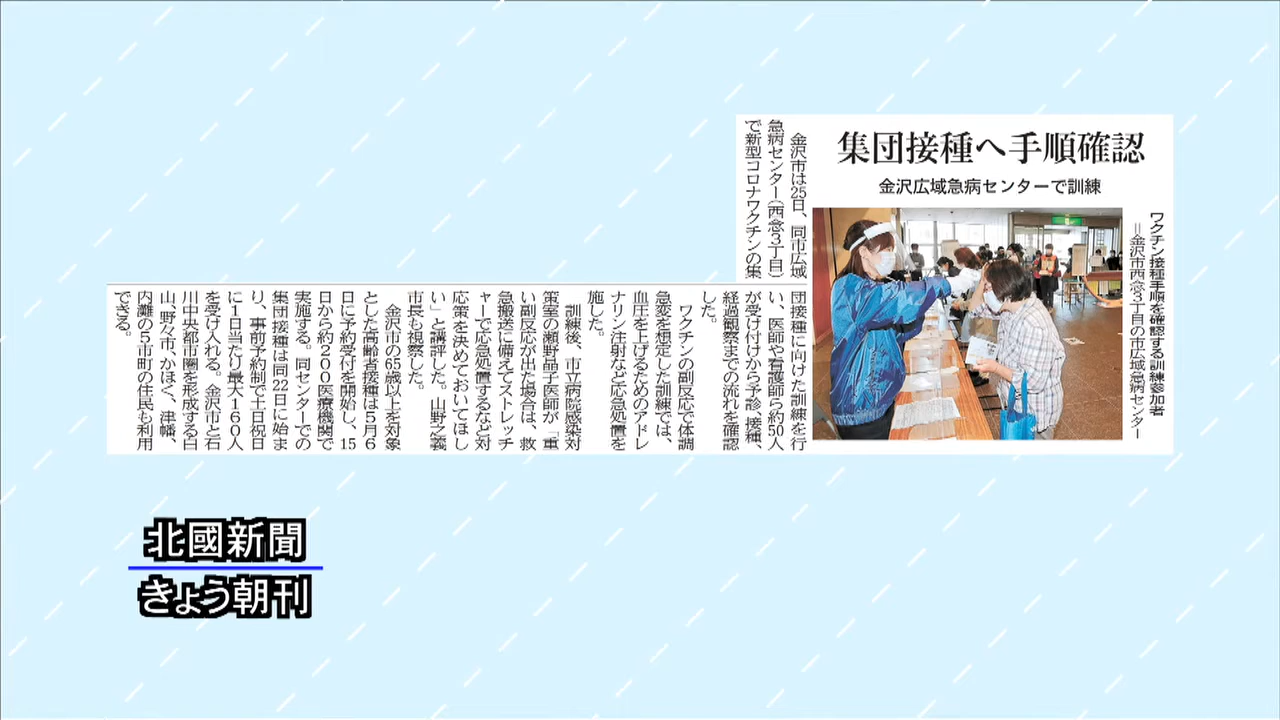 集団接種へ手順確認
金沢広域急病センターで訓練
ワクチン接種手順を確認する訓練参加者
＝金沢市西念3丁目の市広域急病センター
金沢市は25日、同市広域
急病センター(西念3丁目)
で新型コロナワクチンの集
団接種に向けた訓練を行
い、医師や看護師ら約50人
が受け付けから予診、接種、
経過観察までの流れを確認
した。
ワクチンの副反応で体調
急変を想定した訓練では、
血圧を上げるためのアドレ
ナリン注射など応急処置を
施した。
訓練後、市立病院感染対
策室の瀬野晶子医師が「重
い副反応が出た場合は、救
急搬送に備えてストレッチ
ャーで応急処置するなど対
応策を決めておいてほし
い」と講評した。山野之義
市長も視察した。
金沢市の65歳以上を対象
とした高齢者接種は5月6
日に予約受付を開始し、15
日から約200医療機関で
実施する。同センターでの
集団接種は同22日に始ま
り、事前予約制で土日祝日
に1日当たり最大160人
を受け入れる。金沢市と石
川中央都市圏を形成する白
山、野々市、かほく、津幡、
内灘の5市町の住民も利用
できる。
北國新聞
きょう朝刊